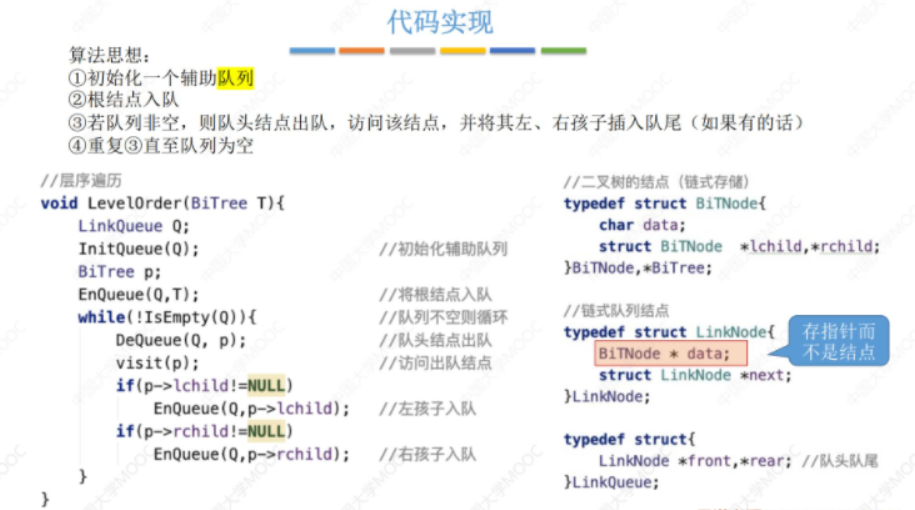 代码实现
算法思想：
①初始化一个辅助队列
②根结点入队
③若队列非空，则队头结点出队，访问该结点，并将其左、右孩子插入队尾（如果有的话）
④重复③直至队列为空
//层序遍历
void LevelOrder(BiTree T){
LinkQueue Q;
InitQueue(Q); //初始化辅助队列
BiTree p;
EnQueue(Q,T); //将根结点入队
while(!IsEmpty(Q)){ //队列不空则循环
DeQueue(Q, p); //队头结点出队
visit(p); //访问出队结点
if(p->lchild!=NULL)
EnQueue(Q,p->lchild); //左孩子入队
if(p->rchild!=NULL)
EnQueue(Q,p->rchild); //右孩子入队
}
}
//二叉树的结点（链式存储）
typedef struct BiTNode{
char data;
struct BiTNode *lchild,*rchild;
}BiTNode,*BiTree;
//链式队列结点
typedef struct LinkNode{
BiTNode * data;
struct LinkNode *next;
}LinkNode;
存指针而
不是结点
typedef struct{
LinkNode *front,*rear; //队头队尾
}LinkQueue;
中国大学MOOC